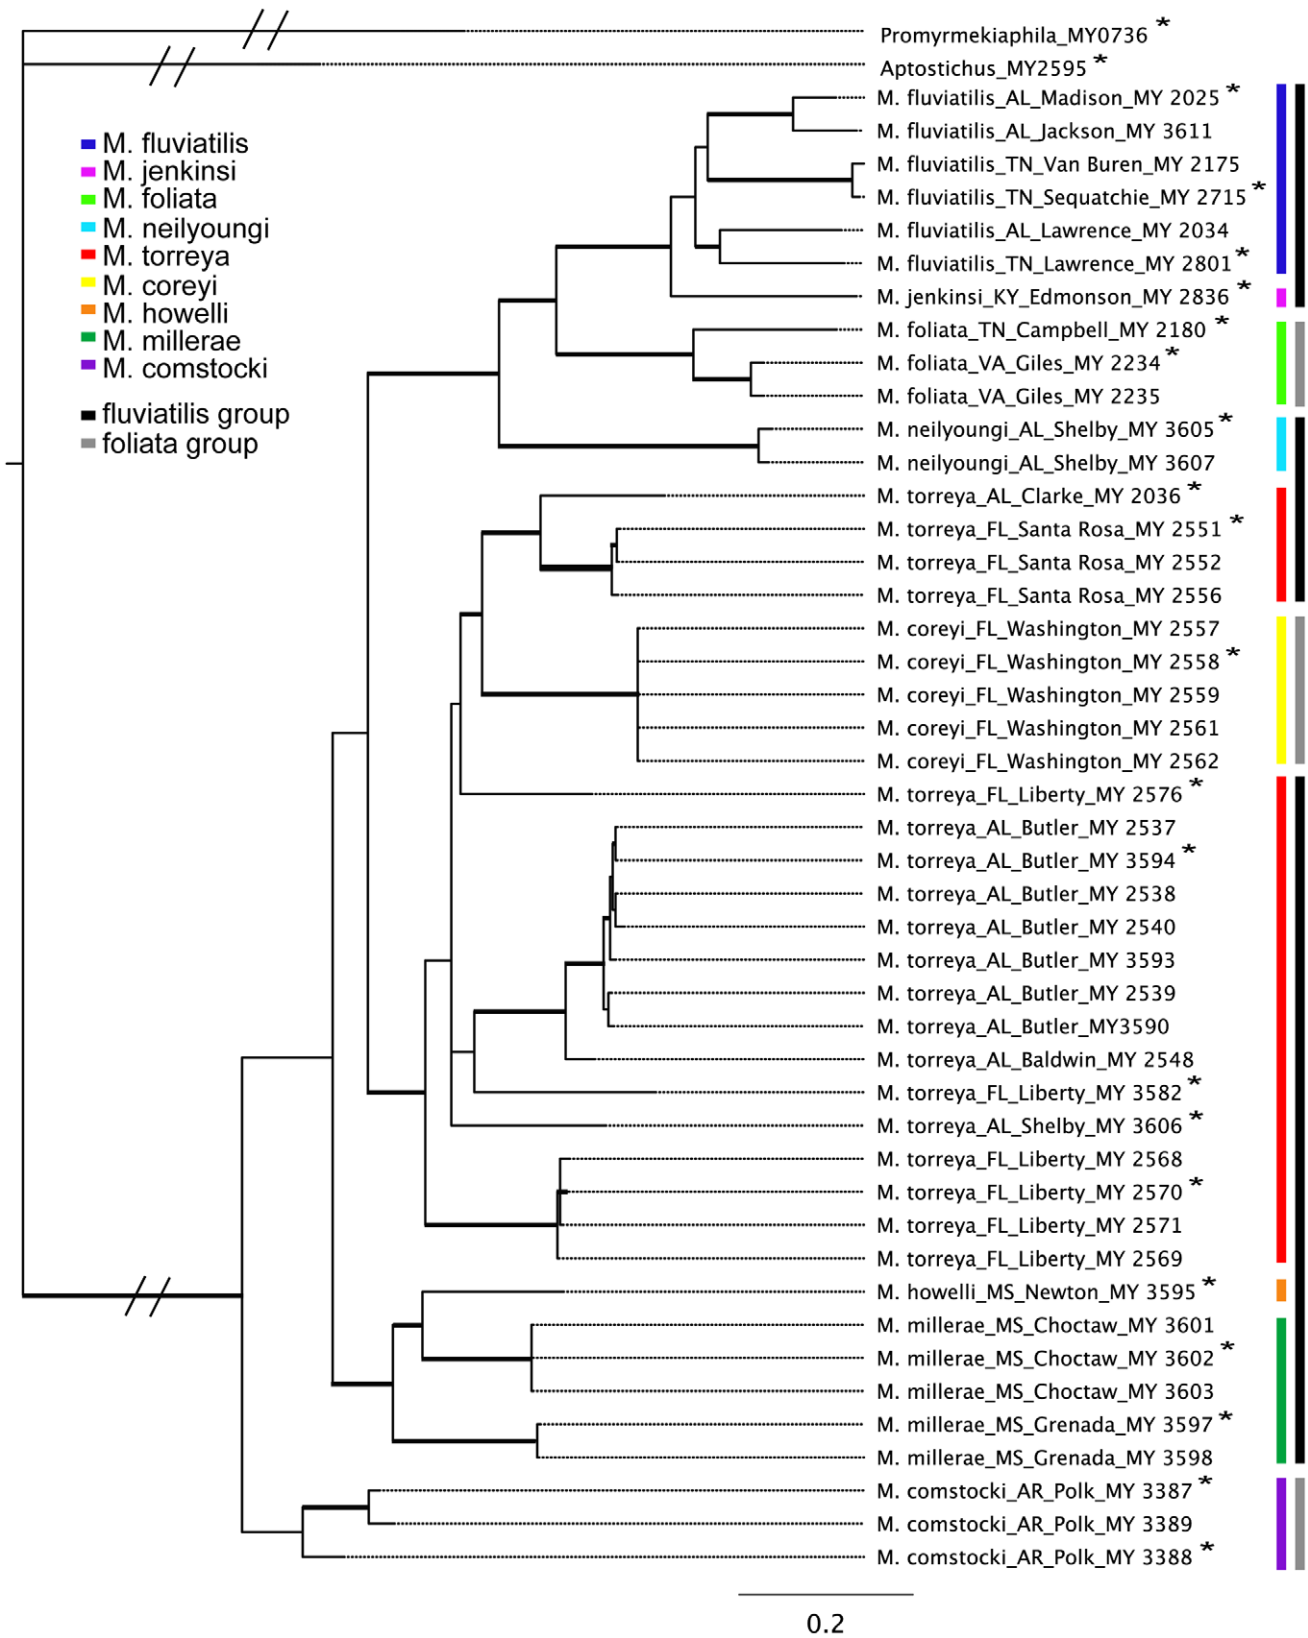 Promyrmekiaphila_MY0736 *
Aptostichus_MY2595 *
M. fluviatilis_AL_Madison_MY 2025 *
M. fluviatilis_AL_Jackson_MY 3611
M. fluviatilis_TN_Van Buren_MY 2175
M. fluviatilis_TN_Sequatchie_MY 2715 *
M. fluviatilis_AL_Lawrence_MY 2034
M. fluviatilis_TN_Lawrence_MY 2801 *
M. jenkinsi_KY_Edmonson_MY 2836 *
M. foliata_TN_Campbell_MY 2180 *
M. foliata_VA_Giles_MY 2234 *
M. foliata_VA_Giles_MY 2235
M. neilyoungi_AL_Shelby_MY 3605 *
M. neilyoungi_AL_Shelby_MY 3607
M. torreya_AL_Clarke_MY 2036 *
M. torreya_FL_Santa Rosa_MY 2551 *
M. torreya_FL_Santa Rosa_MY 2552
M. torreya_FL_Santa Rosa_MY 2556
M. coreyi_FL_Washington_MY 2557
M. coreyi_FL_Washington_MY 2558 *
M. coreyi_FL_Washington_MY 2559
M. coreyi_FL_Washington_MY 2561
M. coreyi_FL_Washington_MY 2562
M. torreya_FL_Liberty_MY 2576 *
M. torreya_AL_Butler_MY 2537
M. torreya_AL_Butler_MY 3594 *
M. torreya_AL_Butler_MY 2538
M. torreya_AL_Butler_MY 2540
M. torreya_AL_Butler_MY 3593
M. torreya_AL_Butler_MY 2539
M. torreya_AL_Butler_MY3590
M. torreya_AL_Baldwin_MY 2548
M. torreya_FL_Liberty_MY 3582 *
M. torreya_AL_Shelby_MY 3606 *
M. torreya_FL_Liberty_MY 2568
M. torreya_FL_Liberty_MY 2570 *
M. torreya_FL_Liberty_MY 2571
M. torreya_FL_Liberty_MY 2569
M. howelli_MS_Newton_MY 3595 *
M. millerae_MS_Choctaw_MY 3601
M. millerae_MS_Choctaw_MY 3602 *
M. millerae_MS_Choctaw_MY 3603
M. millerae_MS_Grenada_MY 3597 *
M. millerae_MS_Grenada_MY 3598
M. comstocki_AR_Polk_MY 3387 *
M. comstocki_AR_Polk_MY 3389
M. comstocki_AR_Polk_MY 3388 *
M. fluviatilis
M. jenkinsi
M. foliata
M. neilyoungi
M. torreya
M. coreyi
M. howelli
M. millerae
M. comstocki
fluviatilis group
foliata group
0.2